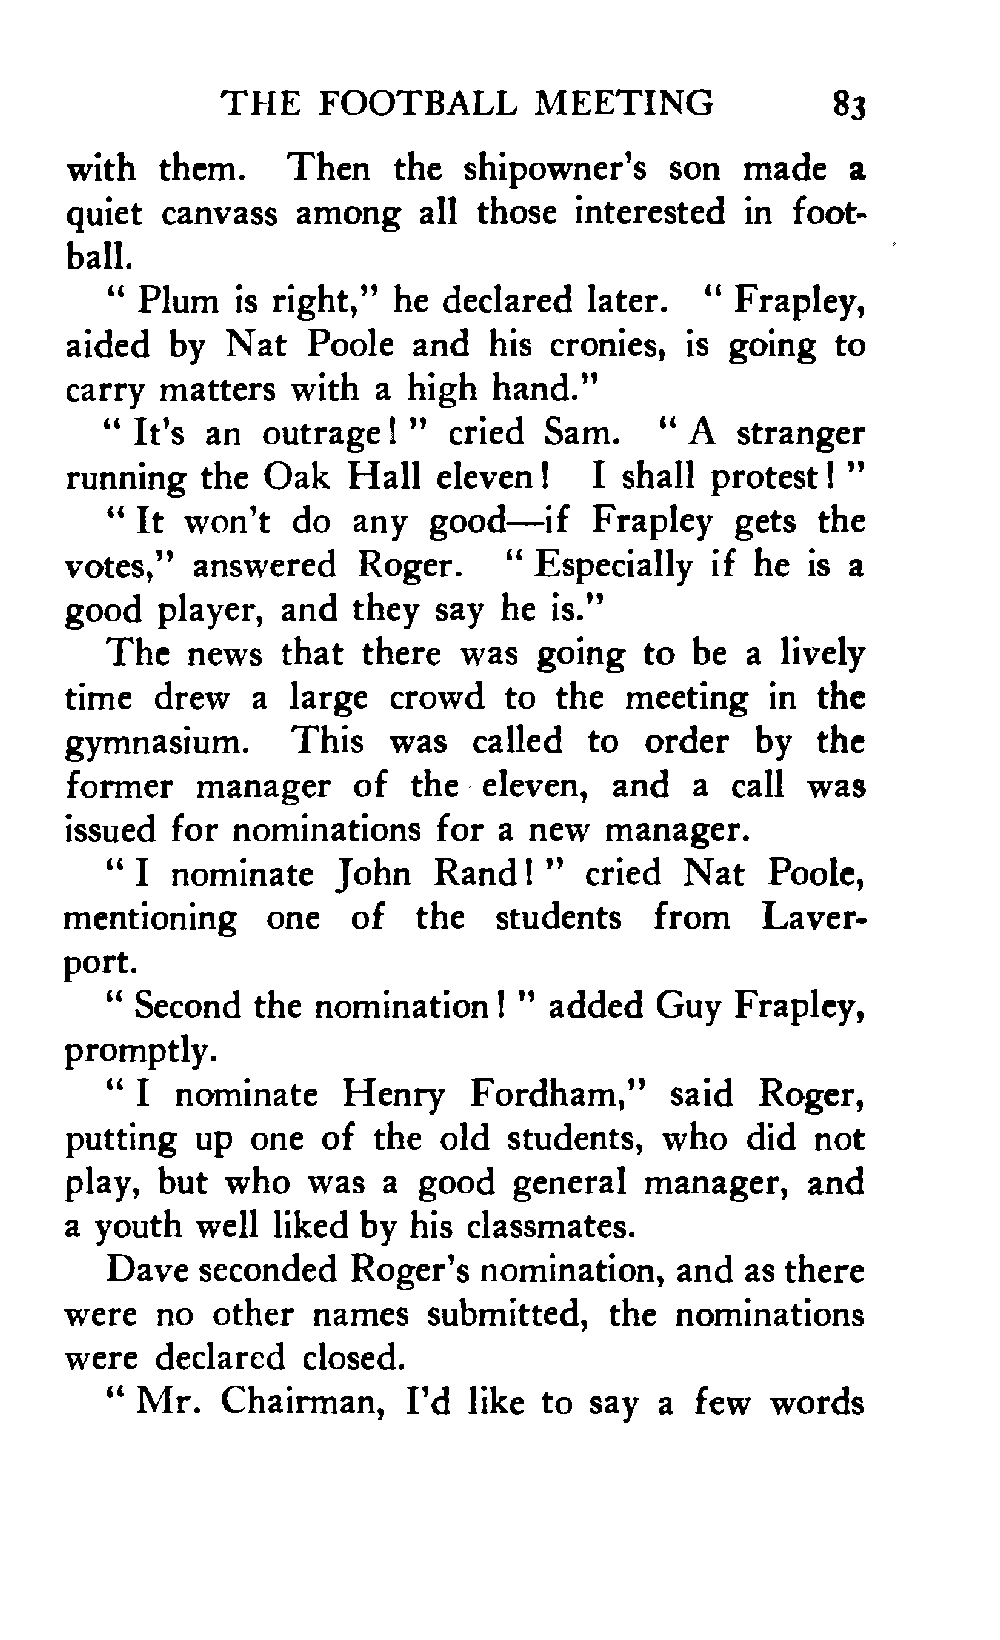 THE FOOTBALL MEETING 83
with them. Then the shipowner's son made a
quiet canvass among all those interested in foot-
ball.
" Plum is right," he declared later. " Frapley,
aided by Nat Poole and his cronies, is going to
carry matters with a high hand."
" It's an outrage! " cried Sam. " A stranger
running the Oak Hall eleven! I shall protest! "
" It won't do any good—if Frapley gets the
votes," answered Roger. " Especially if he is a
good player, and they say he is."
The news that there was going to be a lively
time drew a large crowd to the meeting in the
gymnasium. This was called to order by the
former manager of the eleven, and a call was
issued for nominations for a new manager.
" I nominate John Rand! " cried Nat Poole,
mentioning one of the students from Laver-
port.
" Second the nomination! " added Guy Frapley,
promptly.
" I nominate Henry Fordham," said Roger,
putting up one of the old students, who did not
play, but who was a good general manager, and
a youth well liked by his classmates.
Dave seconded Roger's nomination, and as there
were no other names submitted, the nominations
were declared closed.
" Mr. Chairman, I'd like to say a few words